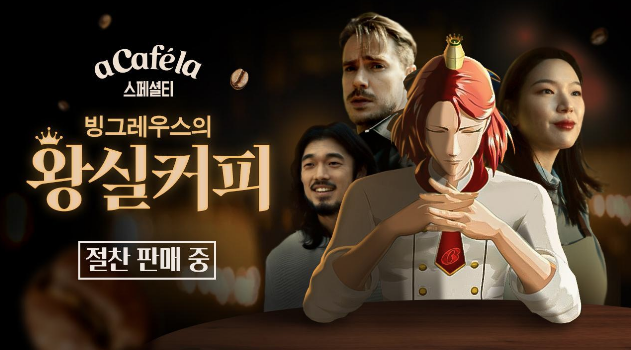 aCaféla
스페셜티
빙그레우스의
왕실커피
절찬 판매 중
B